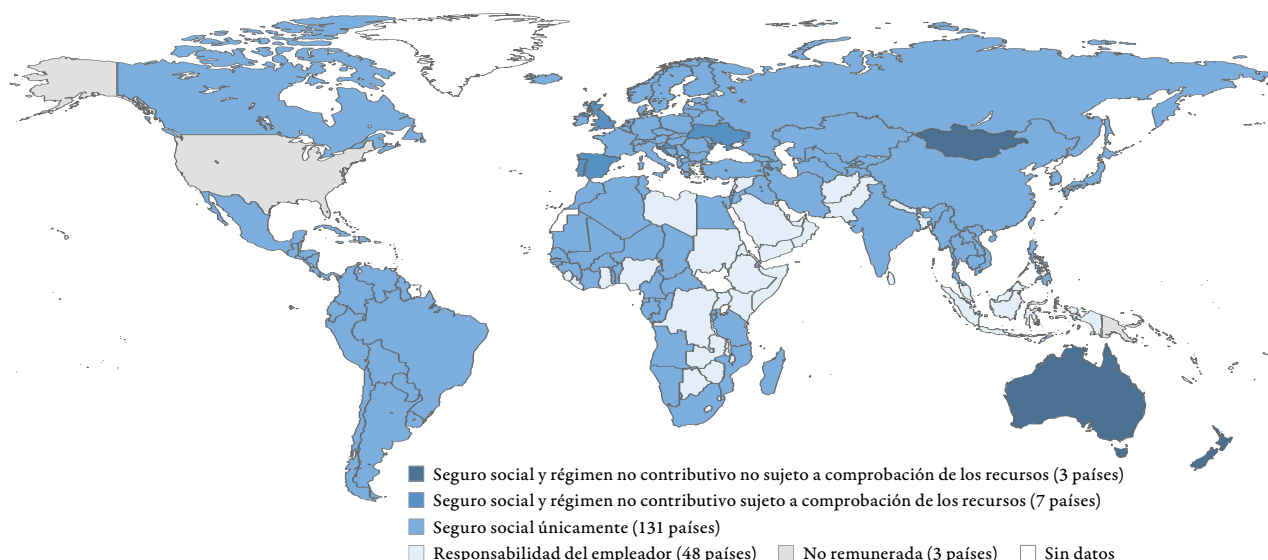 Seguro social y régimen no contributivo no sujeto a comprobación de los recursos (3 países)
Seguro social y régimen no contributivo sujeto a comprobación de los recursos (7 países)
Seguro social únicamente (131 países)
Responsabilidad del empleador (48 países) No remunerada (3 países) Sin datos